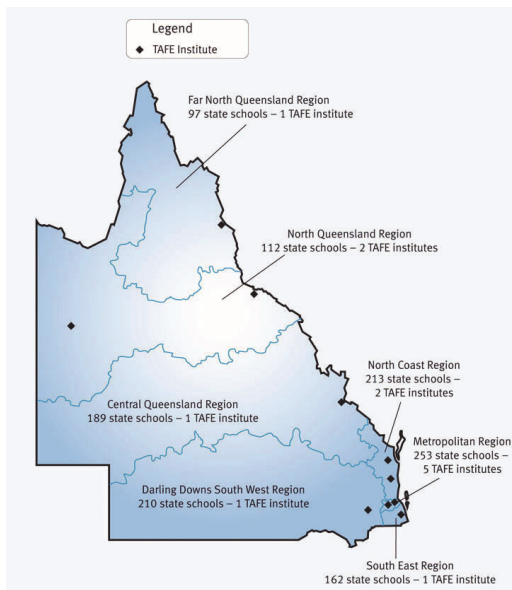 Legend
TAFE Institute
Far North Queensland Region
97 state schools – 1 TAFE institute
North Queensland Region
112 state schools – 2 TAFE institutes
North Coast Region
213 state schools –
2 TAFE institutes
Central Queensland Region
189 state schools – 1 TAFE institute
Metropolitan Region
253 state schools –
5 TAFE institutes
Darling Downs South West Region
210 state schools – 1 TAFE institute
South East Region
162 state schools – 1 TAFE institute